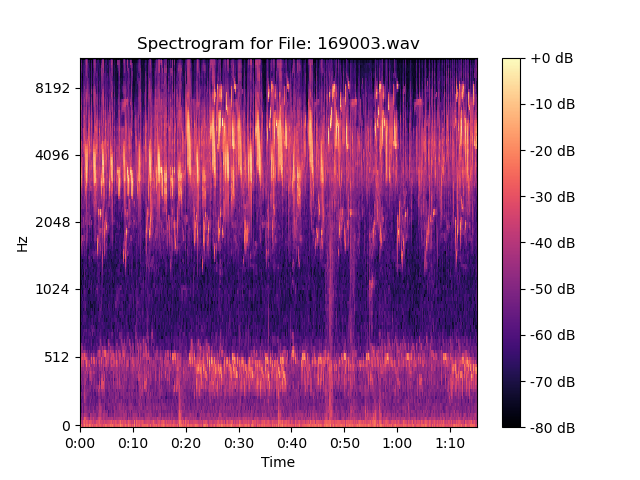 Spectrogram for File: 169003.wav
8192
4096
2048
1024
512
0
Hz
0:00 0:10 0:20 0:30 0:40 0:50 1:00 1:10
Time
+0 dB
-10 dB
-20 dB
-30 dB
-40 dB
-50 dB
-60 dB
-70 dB
-80 dB